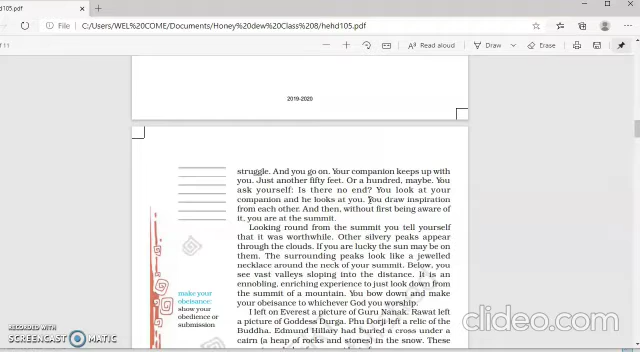 hd105.pdf
File
C:/Users/WEL%20COME/Documents/Honey%20dew%20Class%208/hehd105.pdf
of 11
Read aloud
Draw
Erase
2019-2020
struggle. And you go on. Your companion keeps up with
you. Just another fifty feet. Or a hundred, maybe. You
ask yourself: Is there no end? You look at your
companion and he looks at you. You draw inspiration
from each other. And then, without first being aware of
it, you are at the summit.
Looking round from the summit you tell yourself
that it was worthwhile. Other silvery peaks appear
through the clouds. If you are lucky the sun may be on
them. The surrounding peaks look like a jewelled
necklace around the neck of your summit. Below, you
see vast valleys sloping into the distance. It is an
ennobling, enriching experience to just look down from
the summit of a mountain. You bow down and make
your obeisance to whichever God you worship.
make your
obeisance:
show your
obedience or
submission
I left on Everest a picture of Guru Nanak. Rawat left
a picture of Goddess Durga. Phu Dorji left a relic of the
Buddha. Edmund Hillary had buried a cross under a
cairn (a heap of rocks and stones) in the snow. These
RECORDED WITH
SCREENCAST MATIC
clideo.com